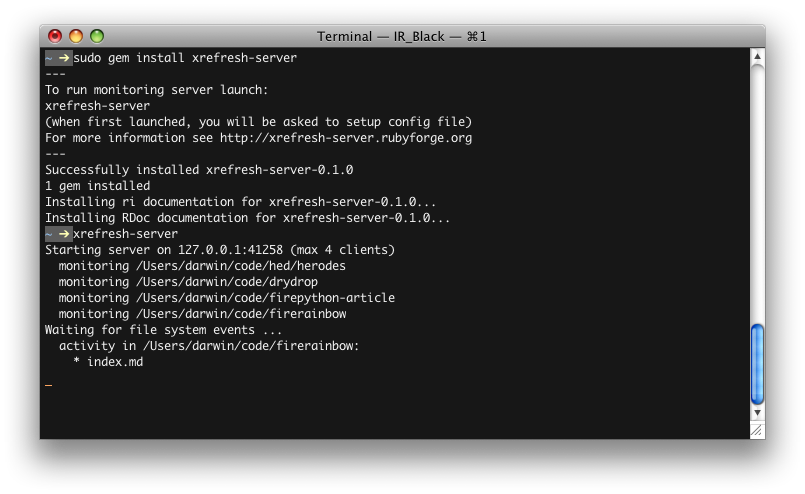 Terminal — IR_Black — ⌘1
~ ➔ sudo gem install xrefresh-server
---
To run monitoring server launch:
xrefresh-server
(when first launched, you will be asked to setup config file)
For more information see http://xrefresh-server.rubyforge.org
---
Successfully installed xrefresh-server-0.1.0
1 gem installed
Installing ri documentation for xrefresh-server-0.1.0...
Installing RDoc documentation for xrefresh-server-0.1.0...
~ ➔ xrefresh-server
Starting server on 127.0.0.1:41258 (max 4 clients)
  monitoring /Users/darwin/code/hed/herodes
  monitoring /Users/darwin/code/drydrop
  monitoring /Users/darwin/code/firepython-article
  monitoring /Users/darwin/code/firerainbow
Waiting for file system events ...
  activity in /Users/darwin/code/firerainbow:
    * index.md
_